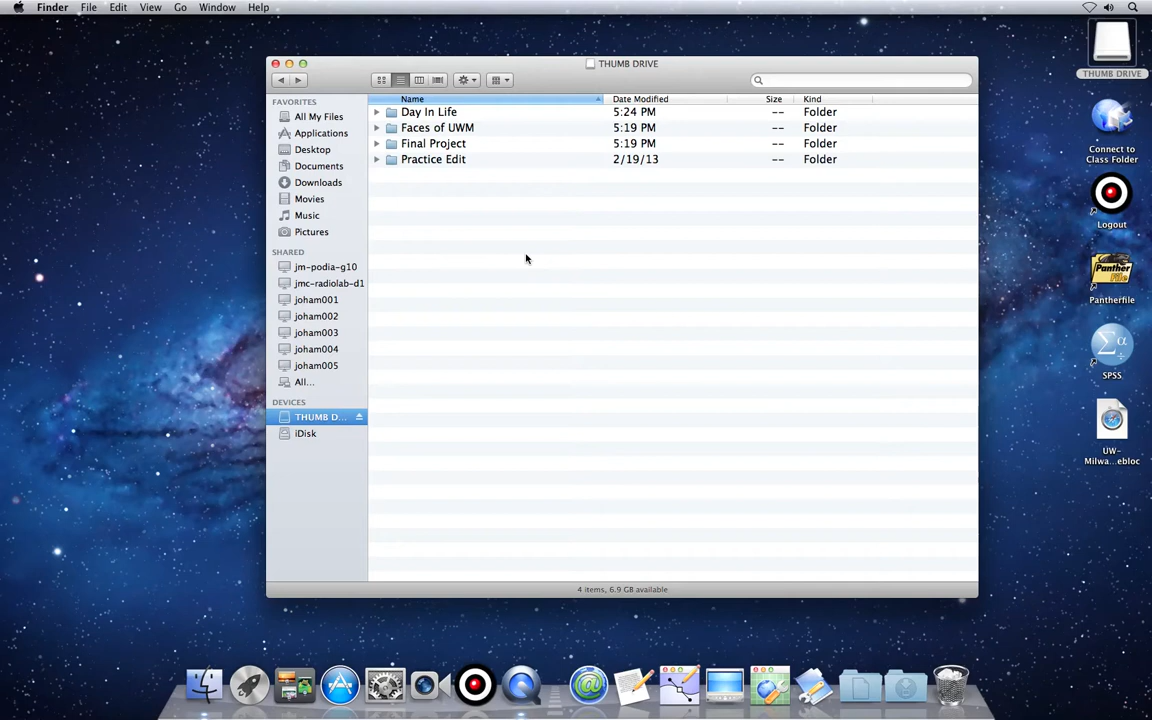 Finder File Edit View Go Window Help
THUMB DRIVE
Name Date Modified Size Kind
Day In Life 5:24 PM -- Folder
Faces of UWM 5:19 PM -- Folder
Final Project 5:19 PM -- Folder
Practice Edit 2/19/13 -- Folder
FAVORITES
All My Files
Applications
Desktop
Documents
Downloads
Movies
Music
Pictures
SHARED
jm-podia-g10
jmc-radiolab-d1
joham001
joham002
joham003
joham004
joham005
All...
DEVICES
THUMB D...
iDisk
4 items, 6.9 GB available
THUMB DRIVE
Connect to
Class Folder
Logout
Panther
File
Pantherfile
Σα
SPSS
UW-
Milwa...ebloc